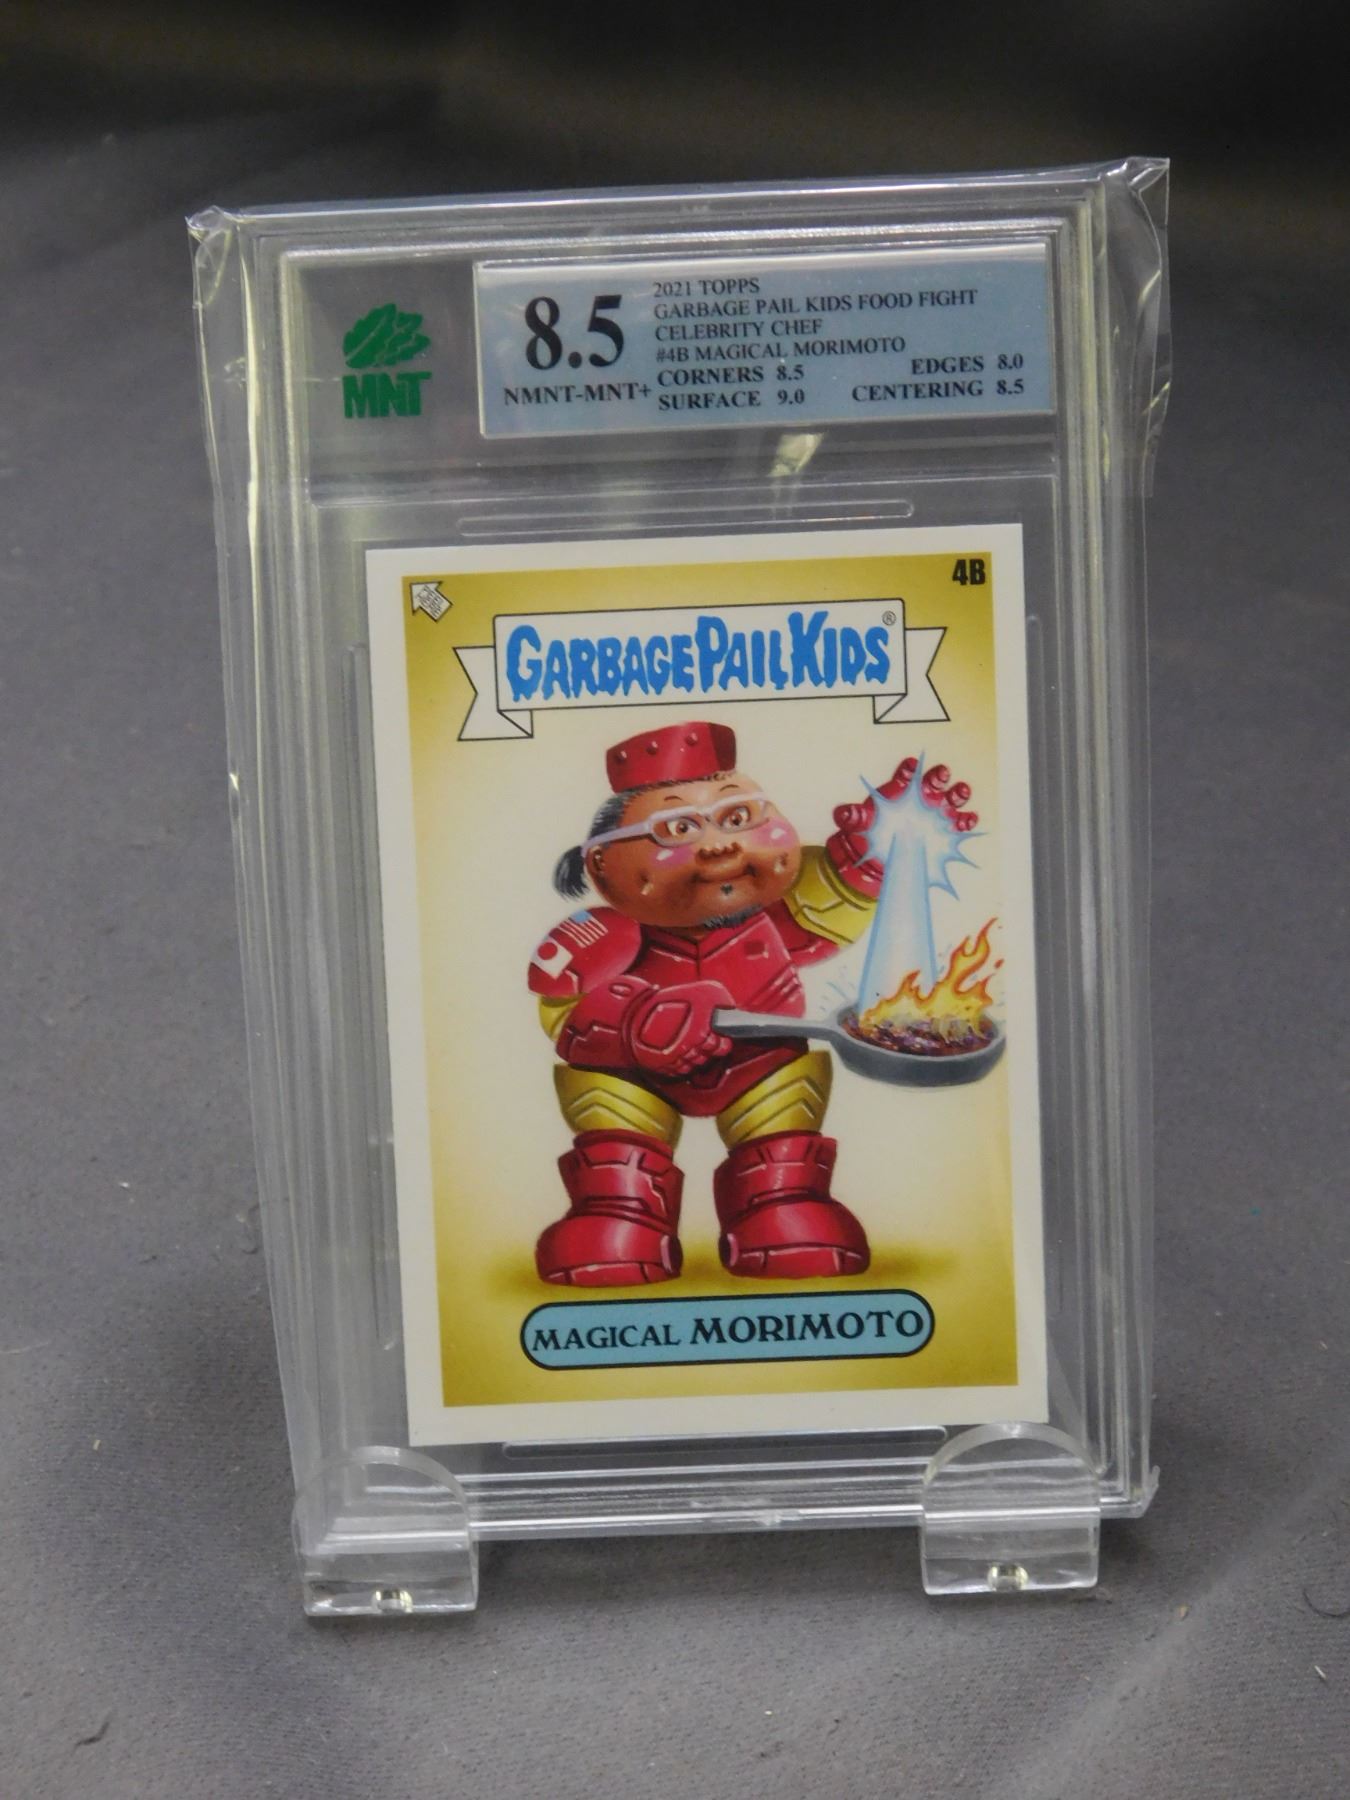 MNT
8.5
NMNT-MNT+
2021 TOPPS
GARBAGE PAIL KIDS FOOD FIGHT
CELEBRITY CHEF
#4B MAGICAL MORIMOTO
CORNERS 8.5 EDGES 8.0
SURFACE 9.0 CENTERING 8.5
4B
GARBAGE PAIL KIDS®
MAGICAL MORIMOTO